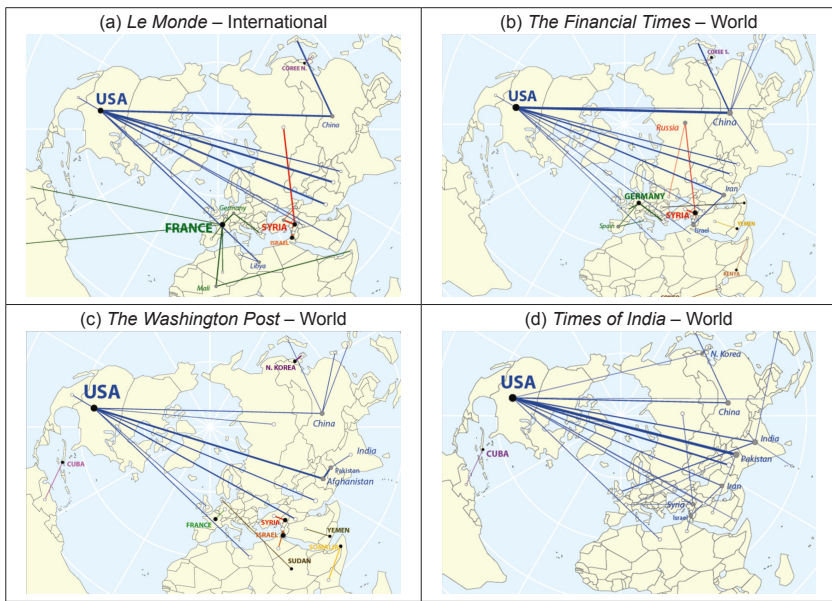 (a) Le Monde – International
COREE N.
USA
China
Germany
FRANCE
SYRIA
ISRAEL
Libya
Mali
(b) The Financial Times – World
COREE S.
USA
China
Russia
Iran
GERMANY
SYRIA
Spain
Israel
YEMEN
KENYA
(c) The Washington Post – World
N. KOREA
USA
China
India
Pakistan
CUBA
Afghanistan
FRANCE
SYRIA
YEMEN
ISRAEL
SUDAN
(d) Times of India – World
N. Korea
USA
China
India
CUBA
Pakistan
Iran
Syria
Israel